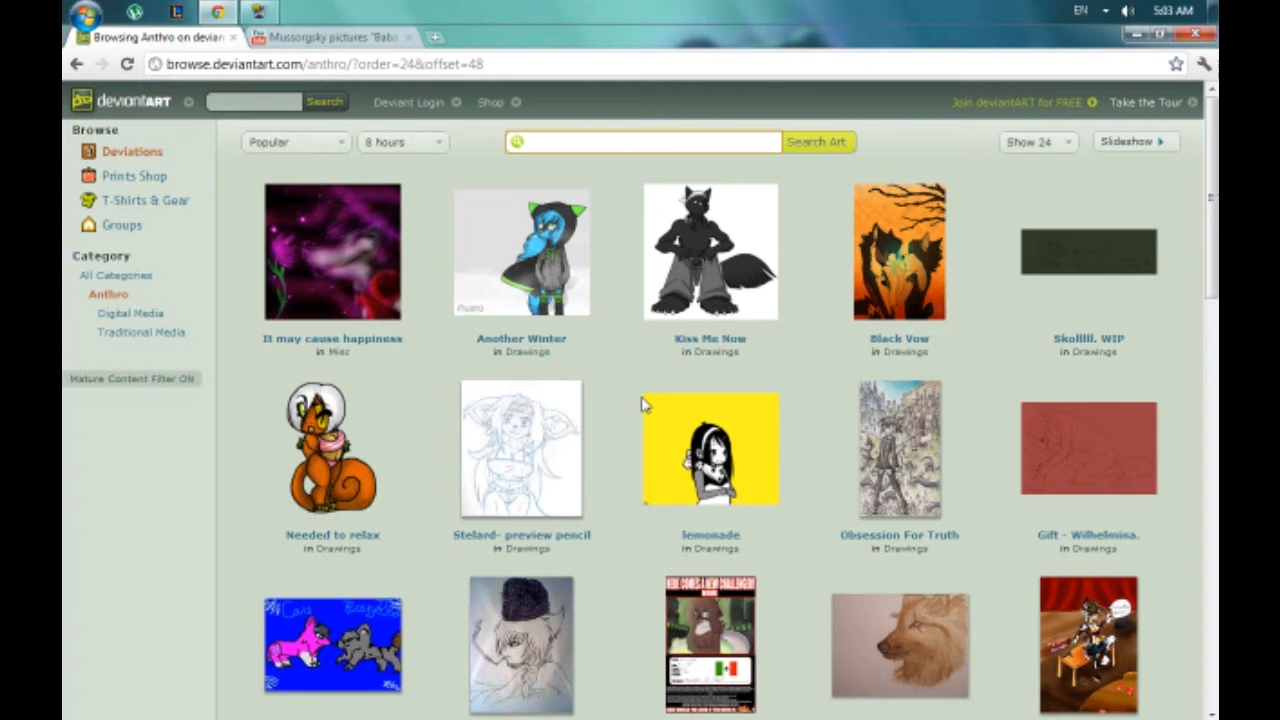 EN
5:03 AM
Browsing Anthro on devian
Mussorgsky pictures "Baba
browse.deviantart.com/anthro/?order=24&offset=48
deviantART
Search
Deviant Login
Shop
Join deviantART for FREE
Take the Tour
Browse
Deviations
Prints Shop
T-Shirts & Gear
Groups
Category
All Categories
Anthro
Digital Media
Traditional Media
Mature Content Filter ON
Popular
8 hours
Search Art
Show 24
Slideshow
It may cause happiness
in Misc
Another Winter
in Drawings
Kiss Me Now
in Drawings
Black Vow
in Drawings
in Drawings
Needed to relax
in Drawings
Stelard- preview pencil
in Drawings
lemonade
in Drawings
Obsession For Truth
in Drawings
Gift - Wilhelmina.
in Drawings
HERE COMES A NEW CHALLENGER!